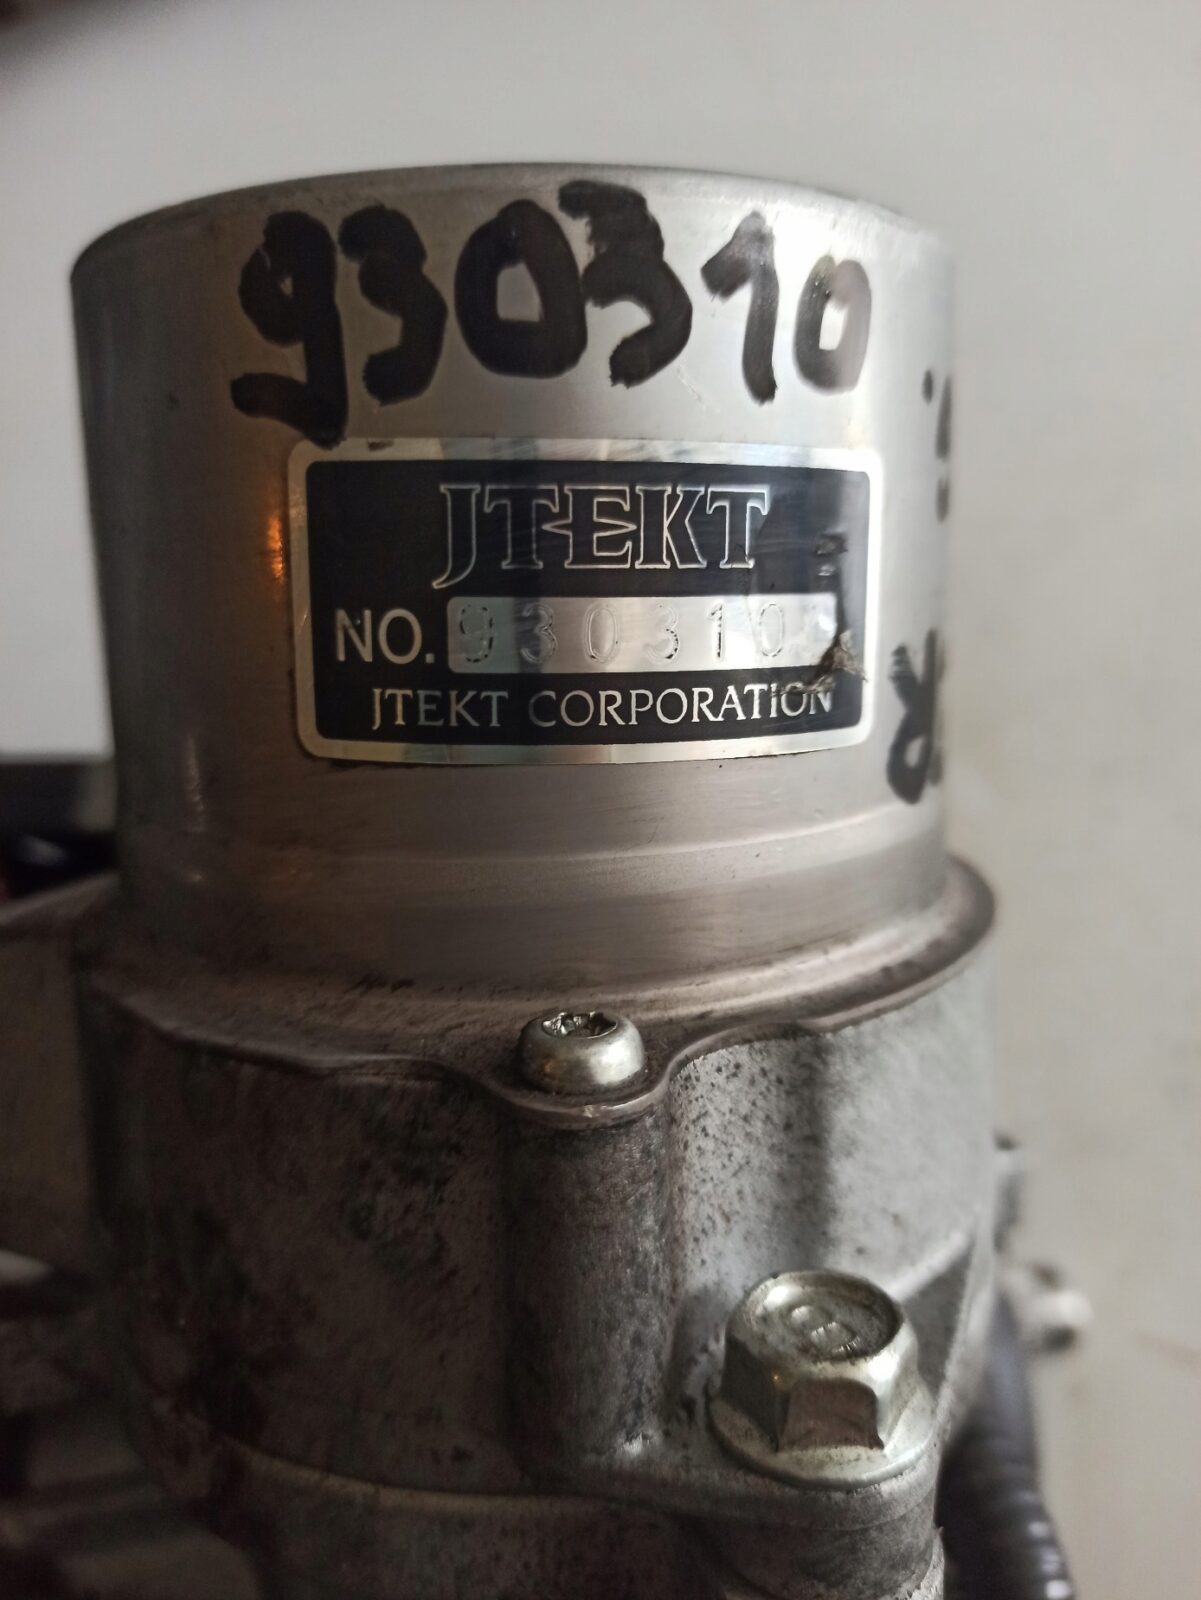 930310
JTEKT
NO. 930310
JTEKT CORPORATION